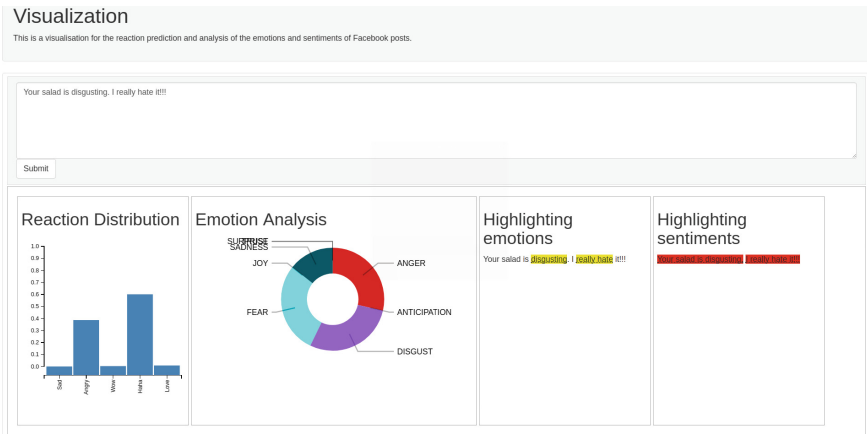 Visualization
This is a visualisation for the reaction prediction and analysis of the emotions and sentiments of Facebook posts.
Your salad is disgusting. I really hate it!!!
Submit
Reaction Distribution
1.0
0.9
0.8
0.7
0.6
0.5
0.4
0.3
0.2
0.1
0.0
Sad
Angry
Wow
Haha
Love
Emotion Analysis
SADNESS
JOY
FEAR
ANGER
ANTICIPATION
DISGUST
Highlighting
emotions
Your salad is disgusting. I really hate it!!!
Highlighting
sentiments
Your salad is disgusting. I really hate it!!!